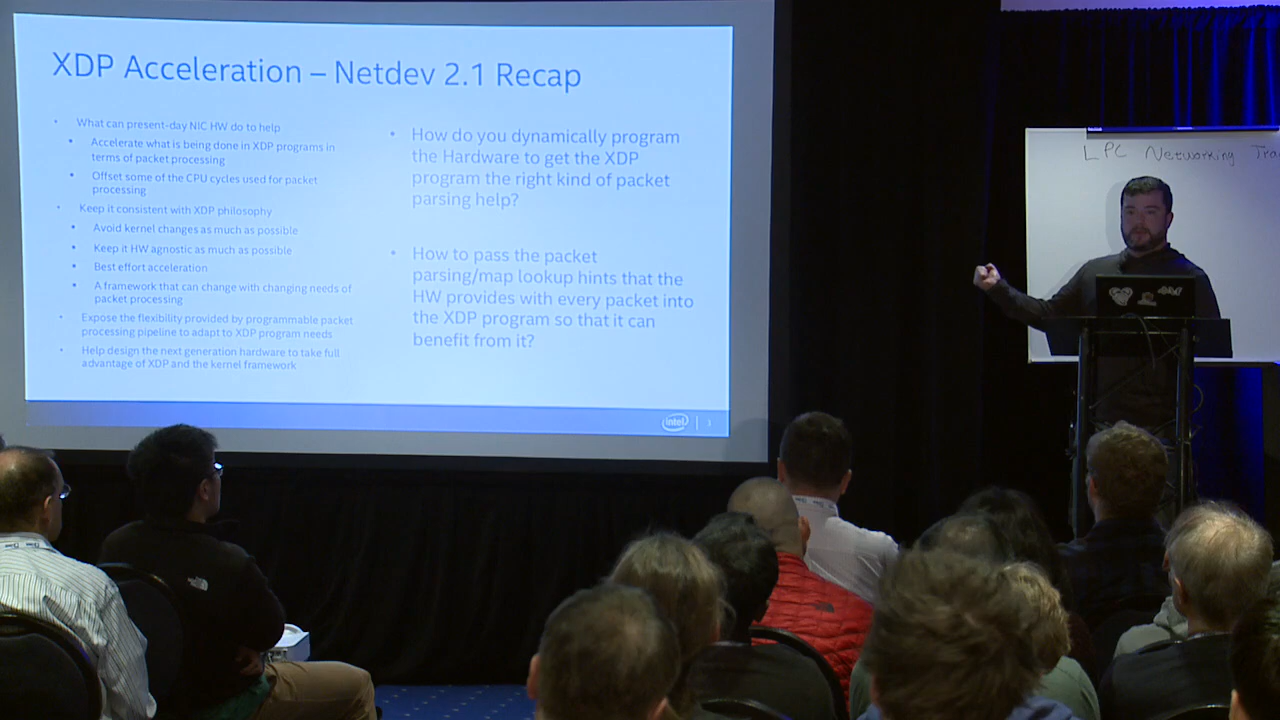 XDP Acceleration – Netdev 2.1 Recap
• What can present-day NIC HW do to help
• Accelerate what is being done in XDP programs in
terms of packet processing
• Offset some of the CPU cycles used for packet
processing
• Keep it consistent with XDP philosophy
• Avoid kernel changes as much as possible
• Keep it HW agnostic as much as possible
• Best effort acceleration
• A framework that can change with changing needs of
packet processing
• Expose the flexibility provided by programmable packet
processing pipeline to adapt to XDP program needs
• Help design the next generation hardware to take full
advantage of XDP and the kernel framework
• How do you dynamically program
the Hardware to get the XDP
program the right kind of packet
parsing help?
• How to pass the packet
parsing/map lookup hints that the
HW provides with every packet into
the XDP program so that it can
benefit from it?
intel
LPC Networking